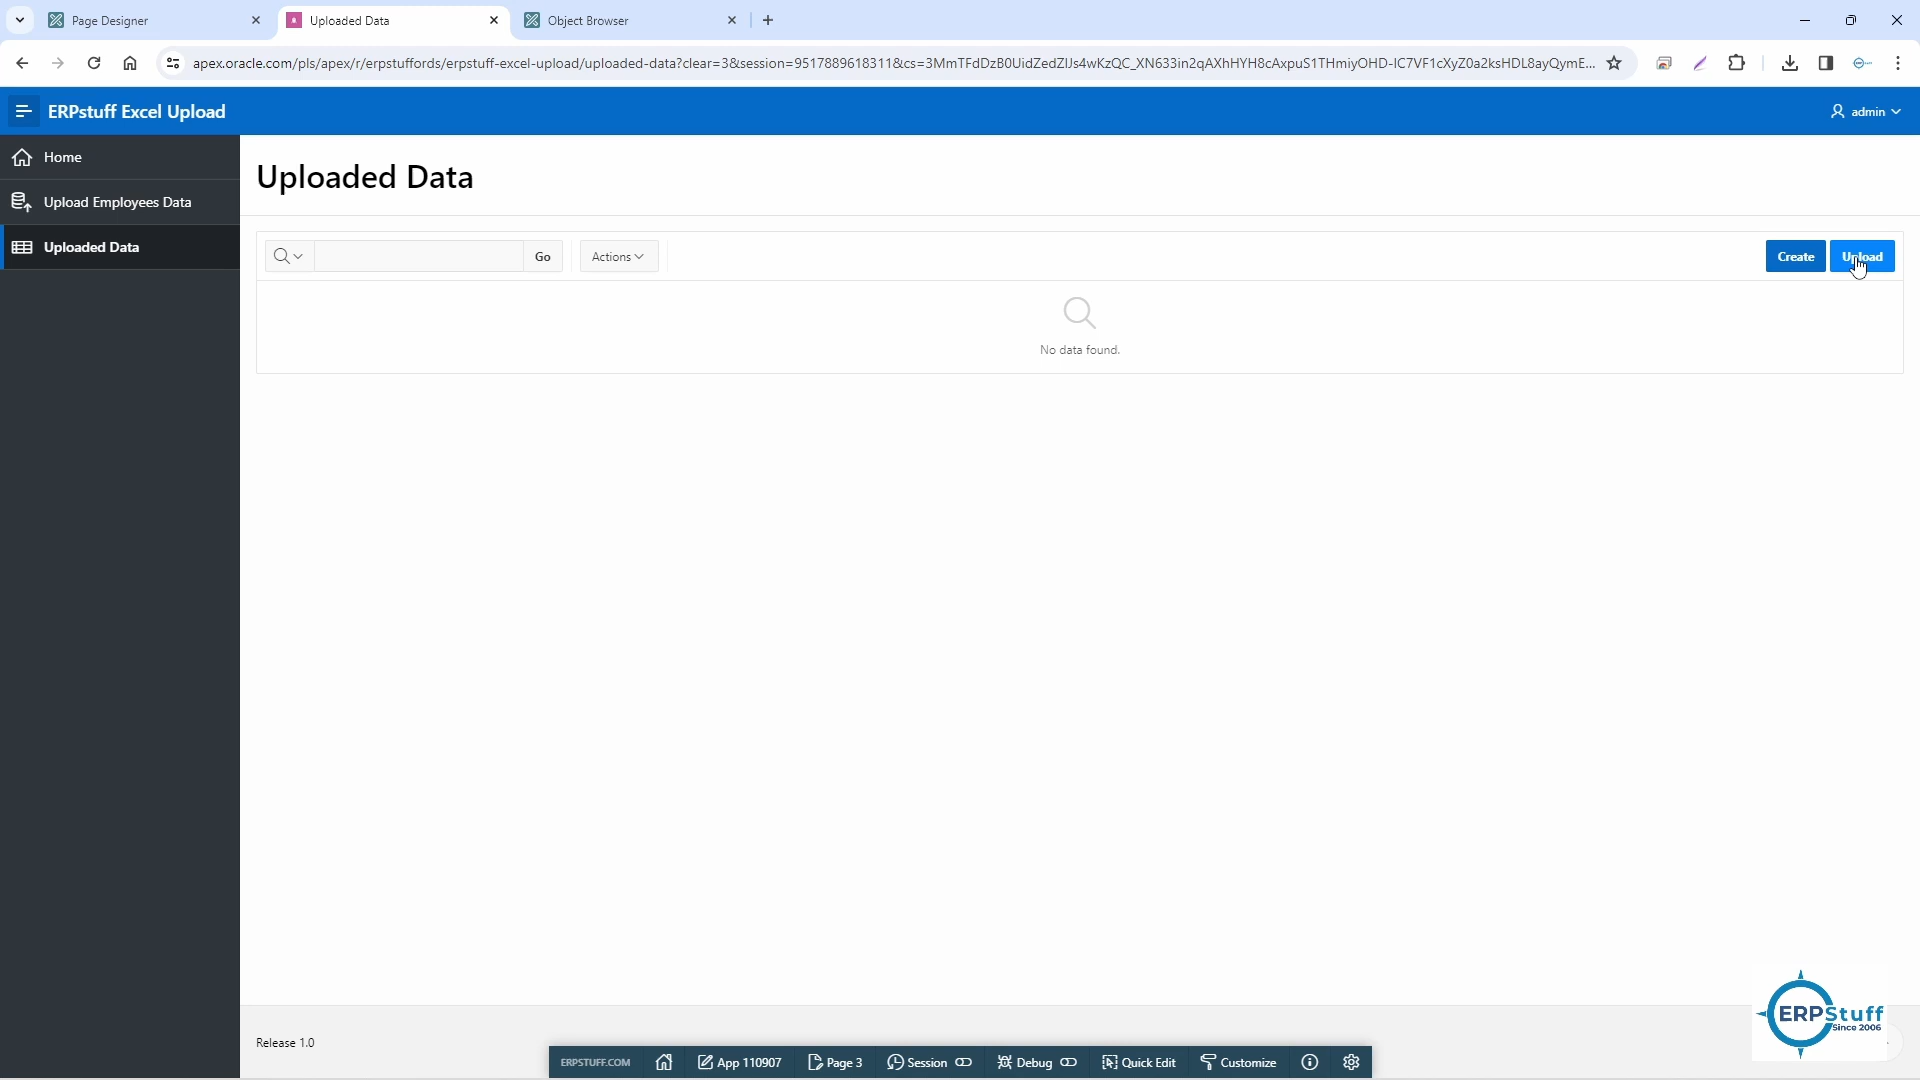 Page Designer
Uploaded Data
Object Browser
apex.oracle.com/pls/apex/r/erpstuffords/erpstuff-excel-upload/uploaded-data?clear=3&session=9517889618311&cs=3MmTFdDzB0UidZedZIJs4wKzQC_XN633in2qAXhHYH8cAxpuS1THmiyOHD-IC7VF1cXyZ0a2ksHDL8ayQymE...
ERPstuff Excel Upload
admin
Home
Upload Employees Data
Uploaded Data
Uploaded Data
Go
Actions
Create
Upload
No data found.
Release 1.0
ERPSTUFF.COM
App 110907
Page 3
Session
Debug
Quick Edit
Customize
ERPStuff
Since 2006